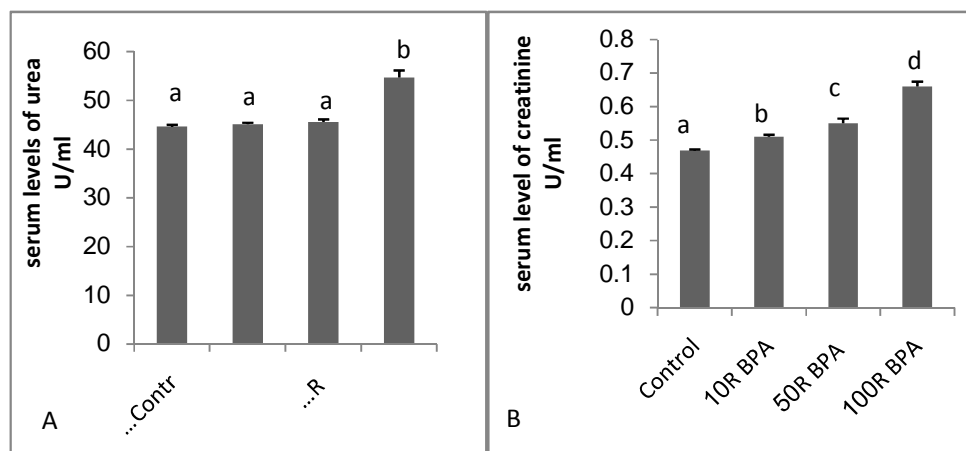 serum levels of urea
U/ml
60
50
40
30
20
10
0
a
a
a
b
...Contr
...R
A
serum level of creatinine
U/ml
0.8
0.7
0.6
0.5
0.4
0.3
0.2
0.1
0
a
b
c
d
Control
10R BPA
50R BPA
100R BPA
B